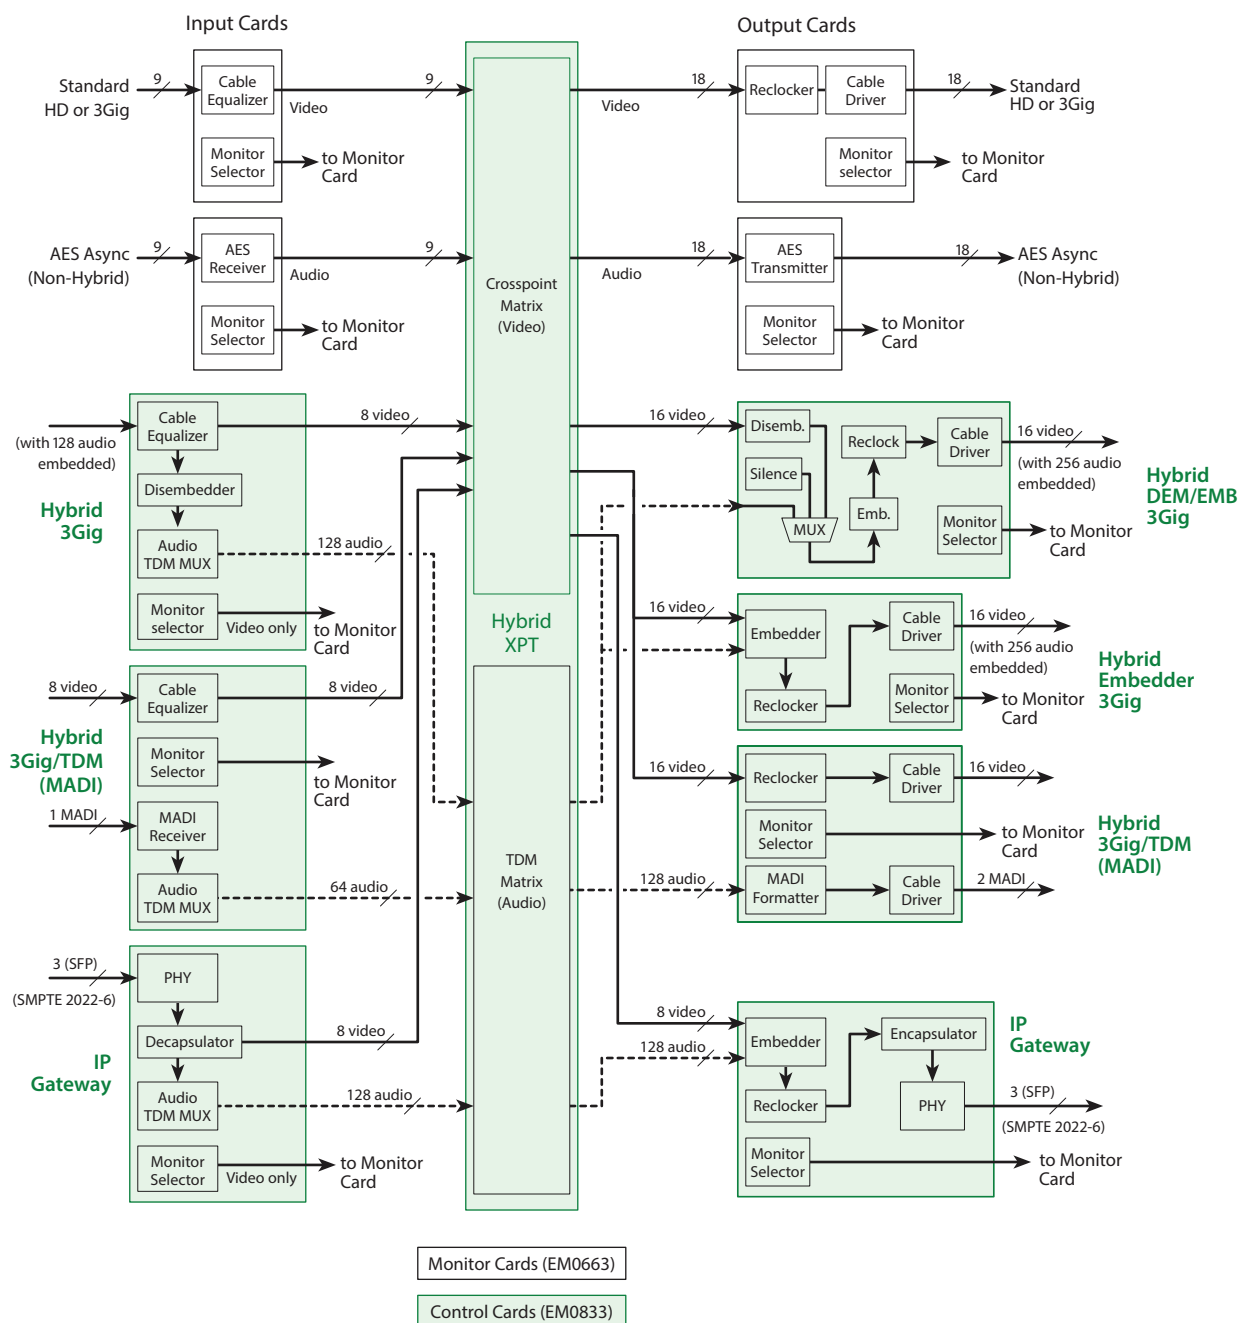 Input Cards
Output Cards
Standard
HD or 3Gig
9
Cable
Equalizer
Video
9
Monitor
Selector
to Monitor
Card
Video
18
Reclocker
Cable
Driver
18
Standard
HD or 3Gig
Monitor
selector
to Monitor
Card
AES Async
(Non-Hybrid)
9
AES
Receiver
Audio
9
Monitor
Selector
to Monitor
Card
Crosspoint
Matrix
(Video)
Audio
18
AES
Transmitter
18
AES Async
(Non-Hybrid)
Monitor
Selector
to Monitor
Card
(with 128 audio
embedded)
Hybrid
3Gig
Cable
Equalizer
8 video
Disembedder
Audio
TDM MUX
128 audio
Monitor
selector
Video only
to Monitor
Card
16 video
Disemb.
Silence
MUX
Emb.
Reclock
Cable
Driver
16 video
(with 256 audio
embedded)
Hybrid
DEM/EMB
3Gig
Monitor
Selector
to Monitor
Card
Hybrid
XPT
16 video
Embedder
Reclocker
Cable
Driver
16 video
(with 256 audio
embedded)
Monitor
Selector
to Monitor
Card
Hybrid
Embedder
3Gig
8 video
Cable
Equalizer
8 video
Hybrid
3Gig/TDM
(MADI)
Monitor
Selector
to Monitor
Card
1 MADI
MADI
Receiver
Audio
TDM MUX
64 audio
TDM
Matrix
(Audio)
16 video
Reclocker
Cable
Driver
16 video
Monitor
Selector
to Monitor
Card
Hybrid
3Gig/TDM
(MADI)
128 audio
MADI
Formatter
Cable
Driver
2 MADI
3 (SFP)
(SMPTE 2022-6)
PHY
Decapsulator
8 video
IP
Gateway
Audio
TDM MUX
128 audio
Monitor
Selector
Video only
to Monitor
Card
8 video
128 audio
Embedder
Reclocker
Encapsulator
PHY
IP
Gateway
3 (SFP)
(SMPTE 2022-6)
Monitor
Selector
to Monitor
Card
Monitor Cards (EM0663)
Control Cards (EM0833)